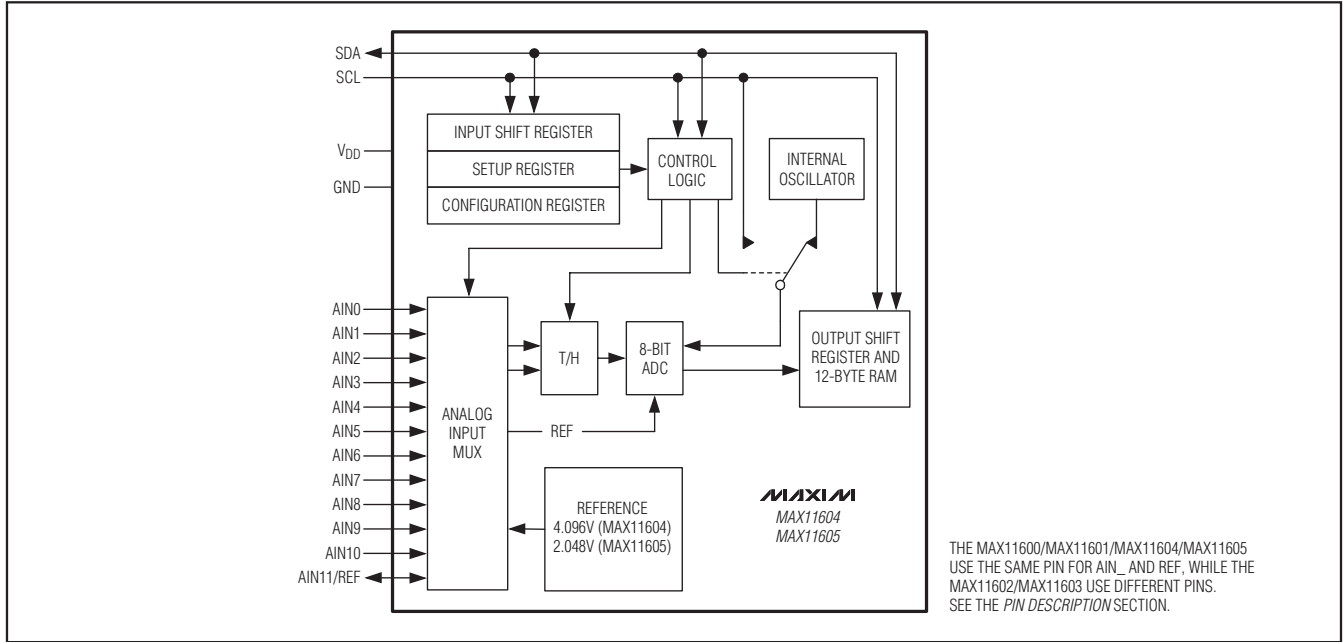 SDA
SCL
INPUT SHIFT REGISTER
SETUP REGISTER
CONFIGURATION REGISTER
VDD
GND
CONTROL
LOGIC
INTERNAL
OSCILLATOR
AIN0
AIN1
AIN2
AIN3
AIN4
AIN5
AIN6
AIN7
AIN8
AIN9
AIN10
AIN11/REF
ANALOG
INPUT
MUX
T/H
8-BIT
ADC
REF
OUTPUT SHIFT
REGISTER AND
12-BYTE RAM
REFERENCE
4.096V (MAX11604)
2.048V (MAX11605)
MAXIM
MAX11604
MAX11605
THE MAX11600/MAX11601/MAX11604/MAX11605
USE THE SAME PIN FOR AIN_ AND REF, WHILE THE
MAX11602/MAX11603 USE DIFFERENT PINS.
SEE THE PIN DESCRIPTION SECTION.